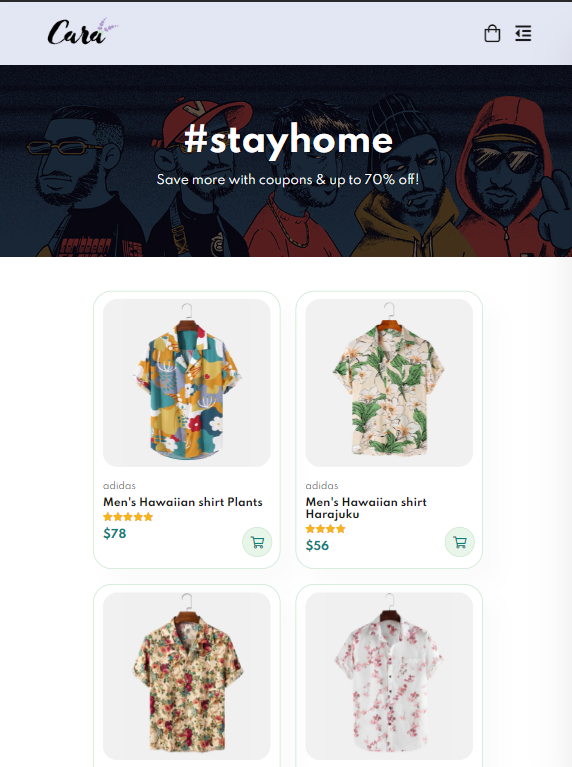 Cara
#stayhome
Save more with coupons & up to 70% off!
adidas
Men's Hawaiian shirt Plants
$78
adidas
Men's Hawaiian shirt
Harajuku
$56